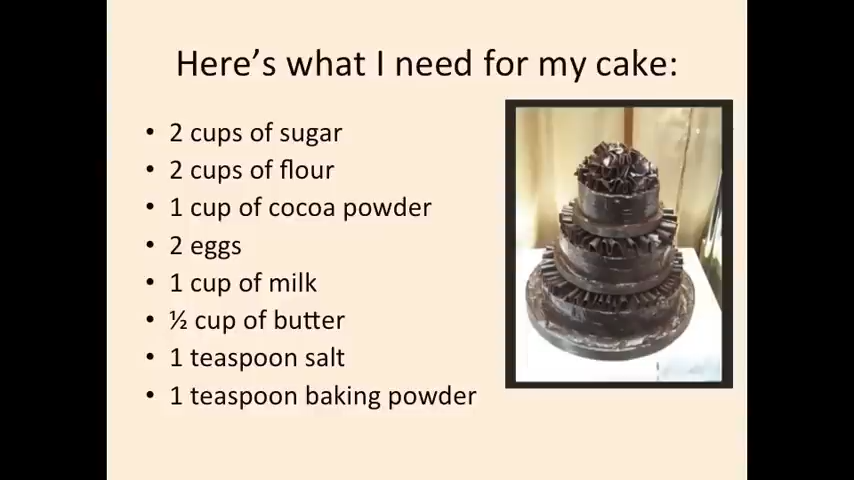 Here’s what I need for my cake:
• 2 cups of sugar
• 2 cups of flour
• 1 cup of cocoa powder
• 2 eggs
• 1 cup of milk
• ½ cup of butter
• 1 teaspoon salt
• 1 teaspoon baking powder